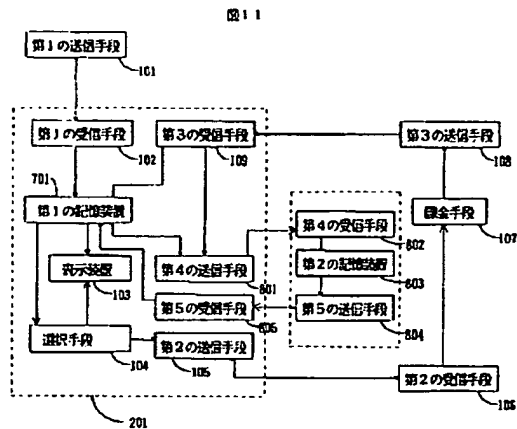 図11
第1の送信手段
101
第1の受信手段
102
第3の受信手段
109
第3の送信手段
108
701
第1の記憶装置
課金手段
107
第4の受信手段
802
表示装置
103
第4の送信手段
801
第2の記憶装置
803
第5の受信手段
805
第5の送信手段
804
選択手段
104
第2の送信手段
105
第2の受信手段
106
201